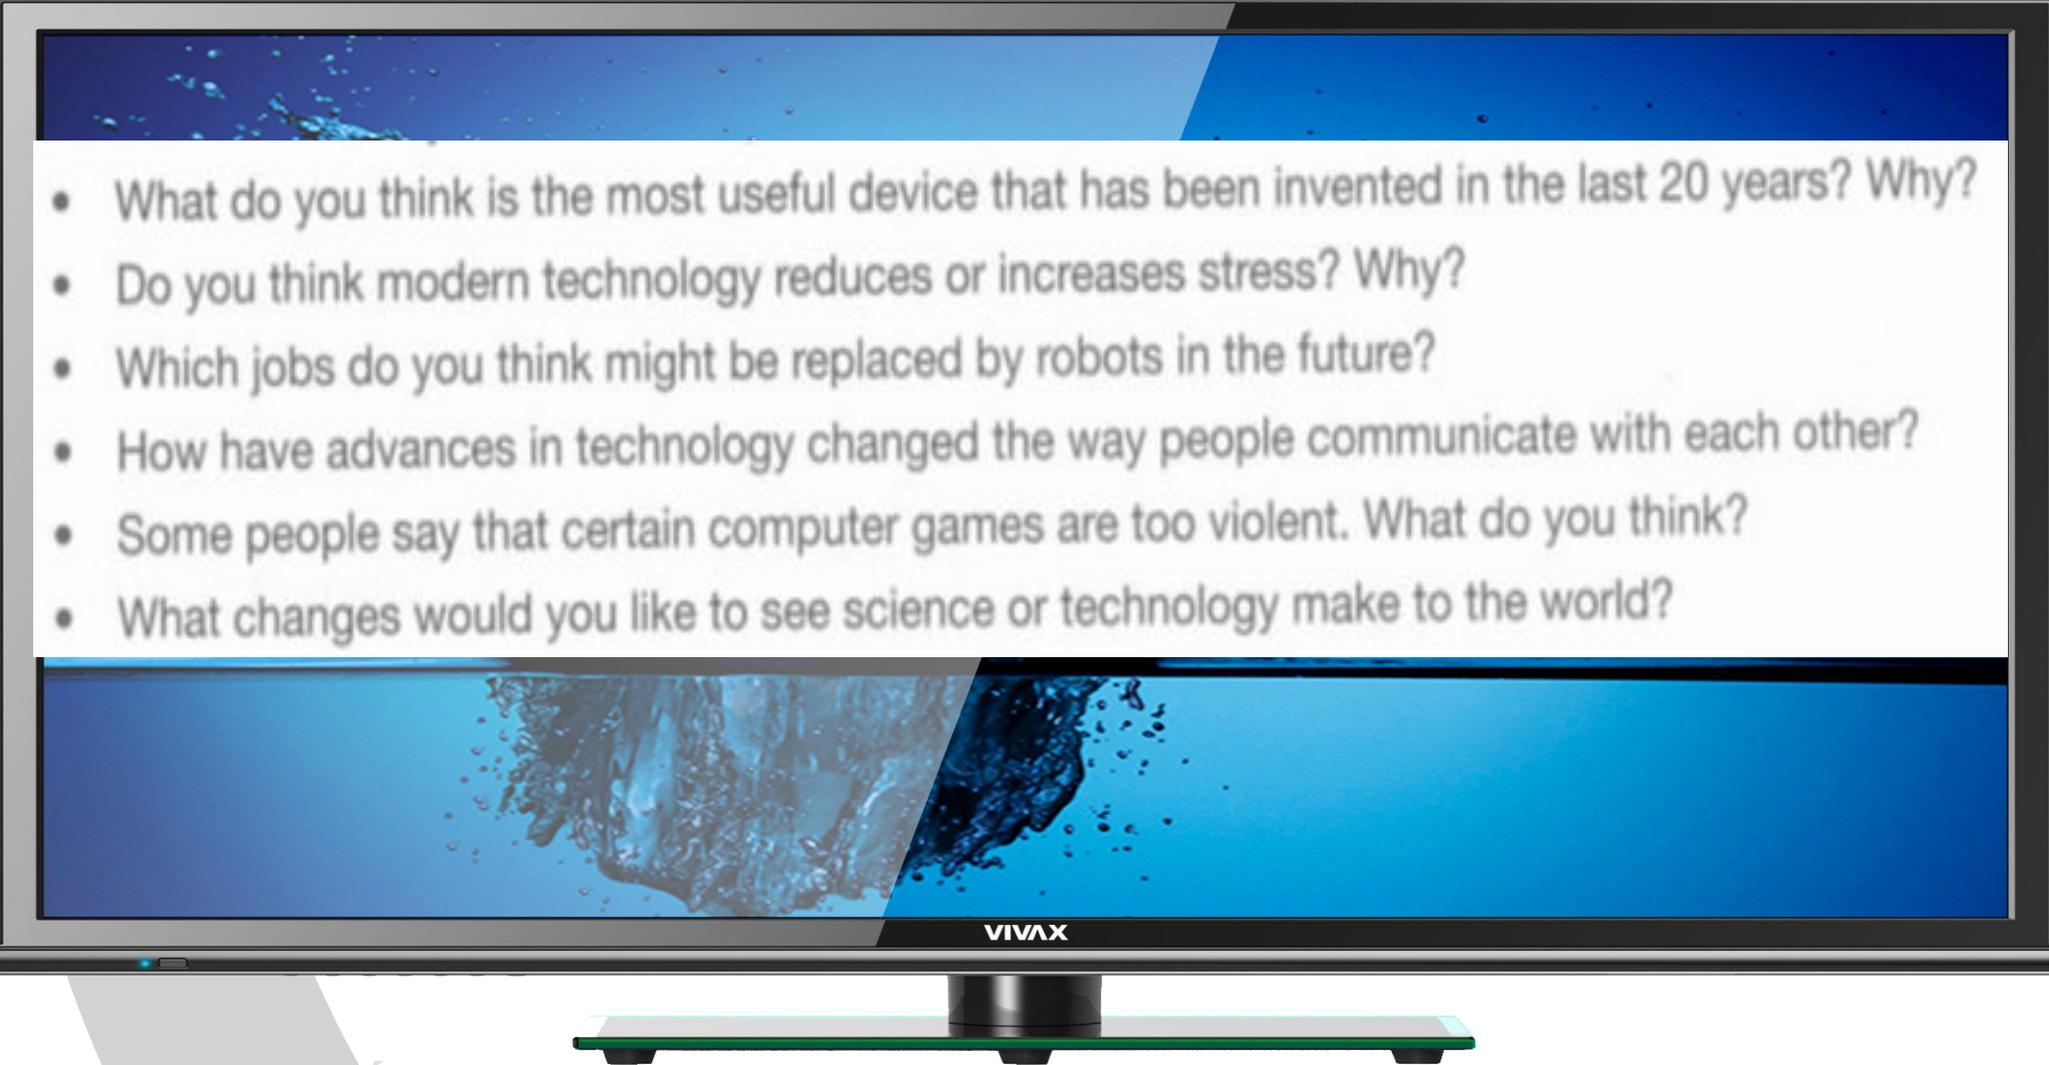 • What do you think is the most useful device that has been invented in the last 20 years? Why?
• Do you think modern technology reduces or increases stress? Why?
• Which jobs do you think might be replaced by robots in the future?
• How have advances in technology changed the way people communicate with each other?
• Some people say that certain computer games are too violent. What do you think?
• What changes would you like to see science or technology make to the world?
VIVAX